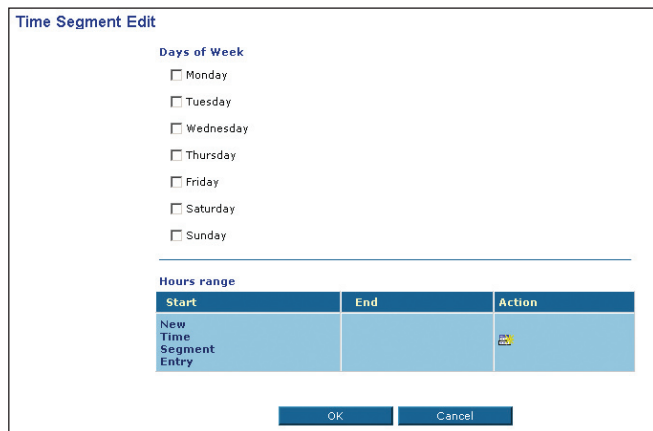 Time Segment Edit
Days of Week
Monday
Tuesday
Wednesday
Thursday
Friday
Saturday
Sunday
Hours range
Start End Action
New
Time
Segment
Entry
OK Cancel